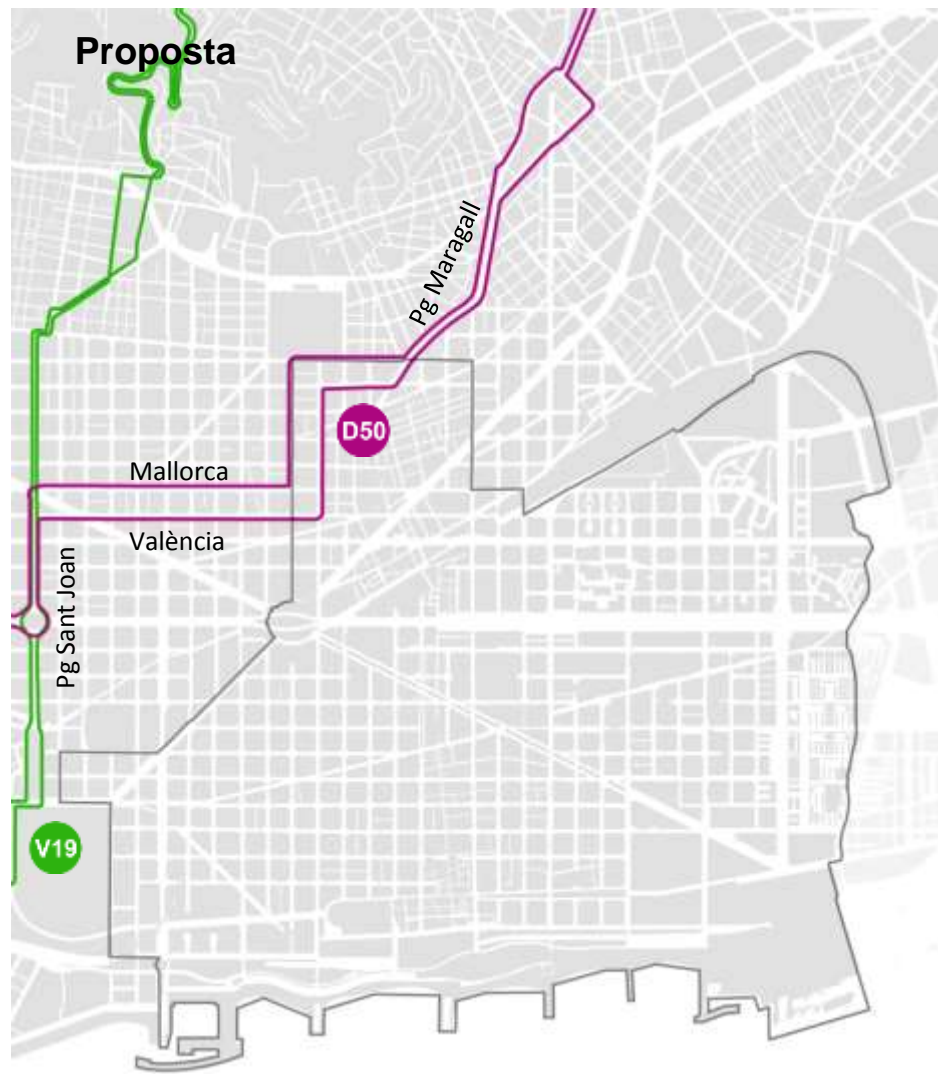 Proposta
Pg Maragall
D50
Mallorca
València
Pg Sant Joan
V19